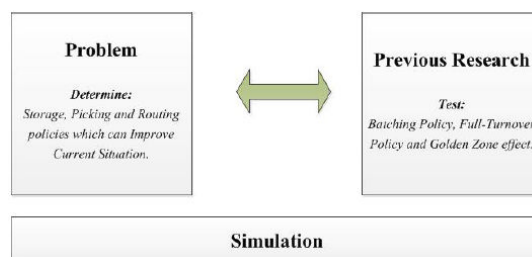 Problem
Determine:
Storage, Picking and Routing
policies which can Improve
Current Situation.
Previous Research
Test:
Batching Policy, Full-Turnover
Policy and Golden Zone effect.
Simulation